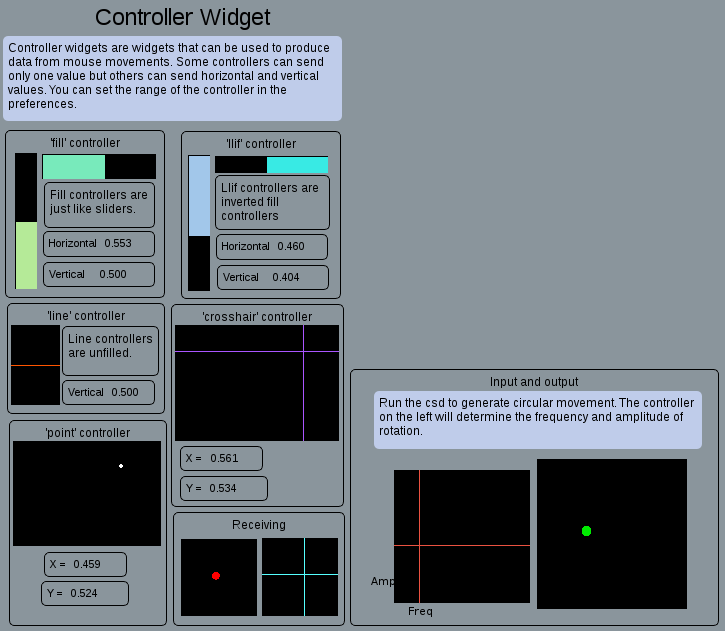 Controller Widget
Controller widgets are widgets that can be used to produce
data from mouse movements. Some controllers can send
only one value but others can send horizontal and vertical
values. You can set the range of the controller in the
preferences.
'fill' controller
Fill controllers are
just like sliders.
Horizontal 0.553
Vertical 0.500
'llif' controller
Llif controllers are
inverted fill
controllers
Horizontal 0.460
Vertical 0.404
'line' controller
Line controllers
are unfilled.
Vertical 0.500
'crosshair' controller
X = 0.561
Y = 0.534
'point' controller
X = 0.459
Y = 0.524
Receiving
Input and output
Run the csd to generate circular movement. The controller
on the left will determine the frequency and amplitude of
rotation.
Amp
Freq